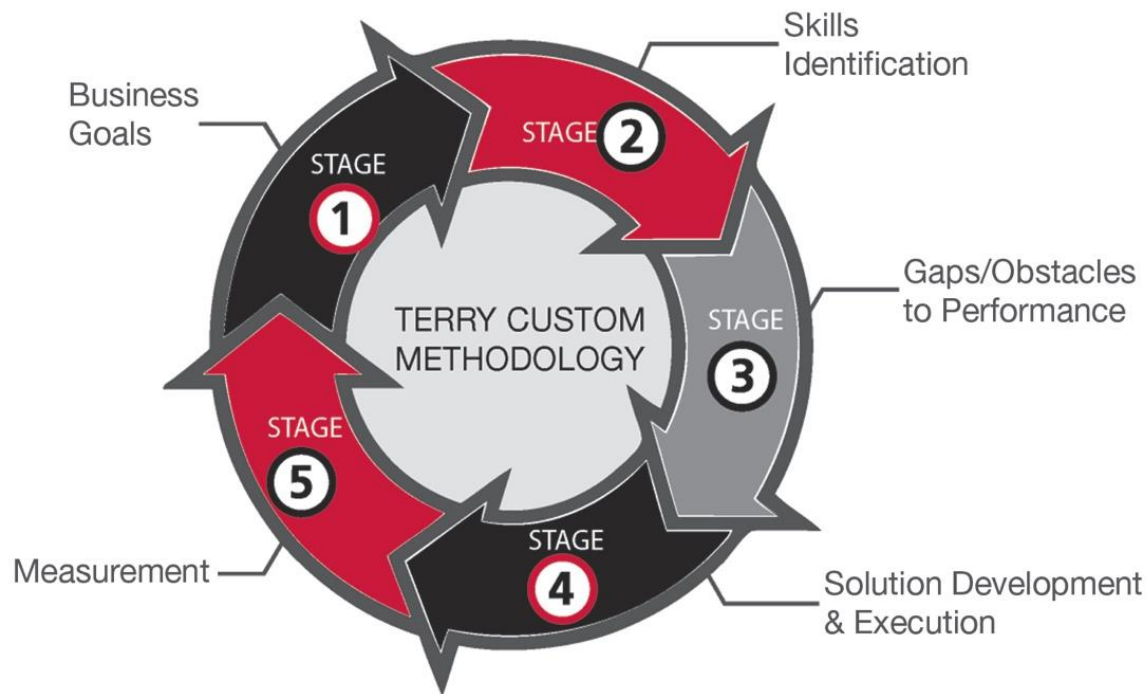 Skills
Identification
Business
Goals
STAGE 2
STAGE
1
Gaps/Obstacles
to Performance
TERRY CUSTOM
METHODOLOGY
STAGE
3
STAGE
5
STAGE
4
Measurement
Solution Development
& Execution